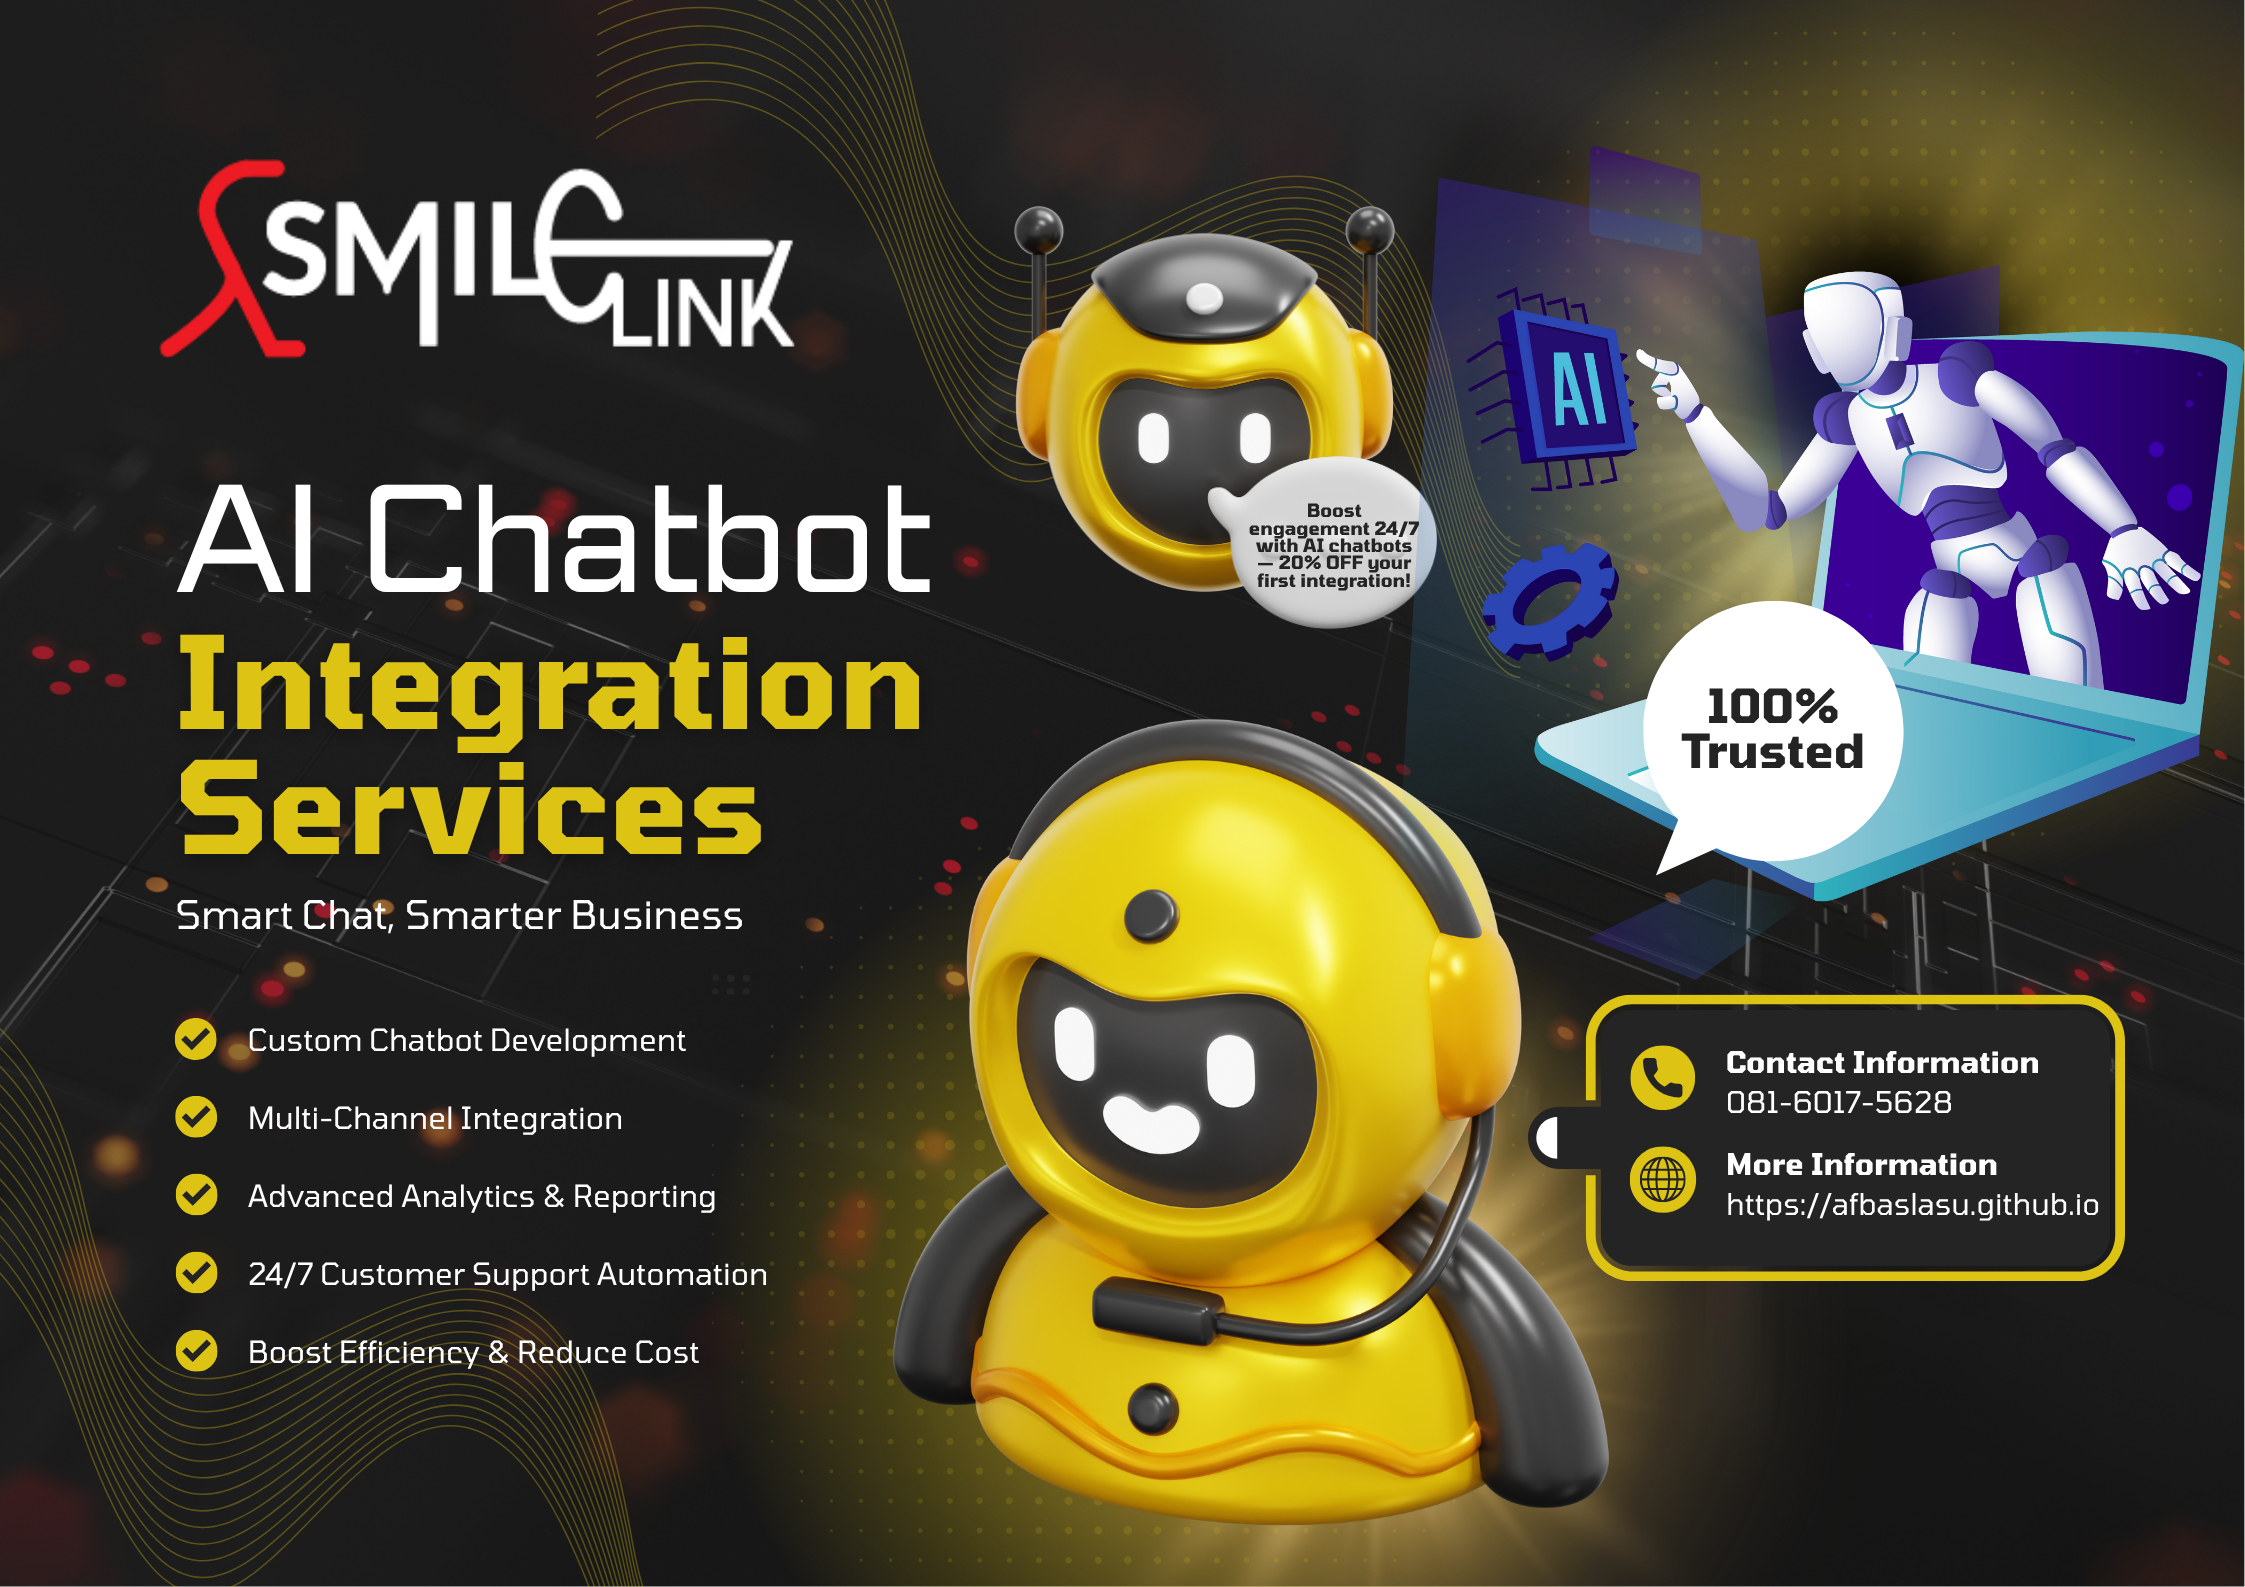 SMILE
LINK
AI Chatbot
Integration
Services
Smart Chat, Smarter Business
Custom Chatbot Development
Multi-Channel Integration
Advanced Analytics & Reporting
24/7 Customer Support Automation
Boost Efficiency & Reduce Cost
Boost
engagement 24/7
with AI chatbots
— 20% OFF your
first integration!
AI
100%
Trusted
Contact Information
081-6017-5628
More Information
https://afbaslasu.github.io